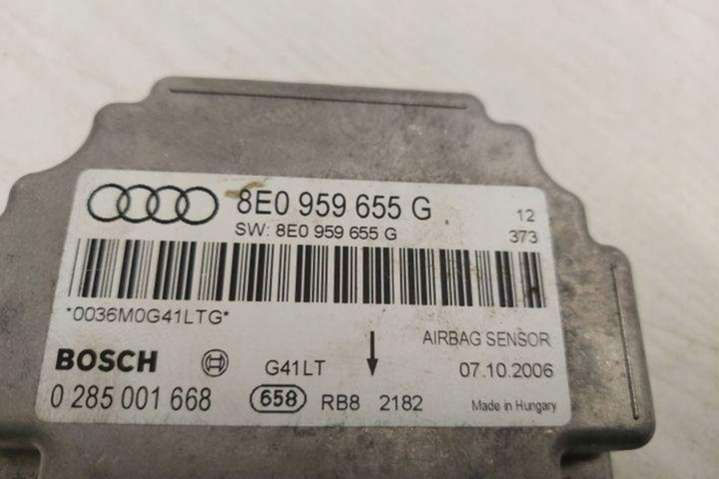 8E0 959 655 G
12
SW: 8E0 959 655 G
373
*0036M0G41LTG*
AIRBAG SENSOR
BOSCH
G41LT
07.10.2006
0 285 001 668
658
RB8 2182
Made in Hungary